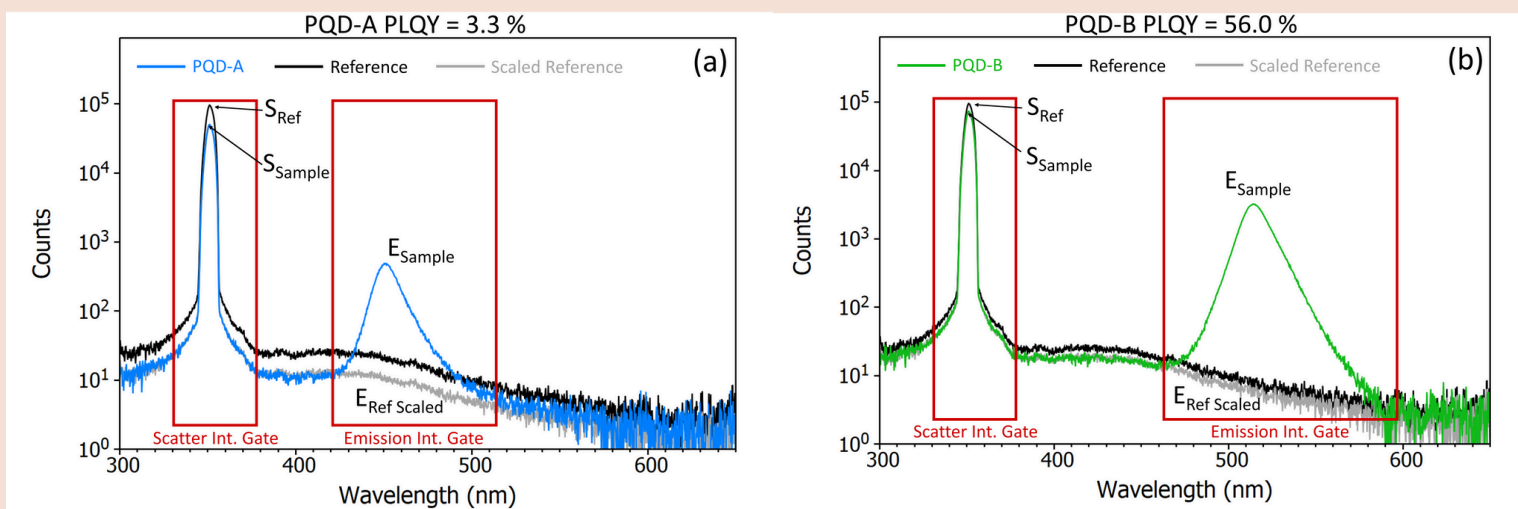 PQD-A PLQY = 3.3 %
(a)
PQD-A Reference Scaled Reference
S_Ref
S_Sample
E_Sample
E_Ref Scaled
Scatter Int. Gate Emission Int. Gate
Counts
10^5
10^4
10^3
10^2
10^1
10^0
300 400 500 600
Wavelength (nm)
PQD-B PLQY = 56.0 %
(b)
PQD-B Reference Scaled Reference
S_Ref
S_Sample
E_Sample
E_Ref Scaled
Scatter Int. Gate Emission Int. Gate
Counts
10^5
10^4
10^3
10^2
10^1
10^0
300 400 500 600
Wavelength (nm)